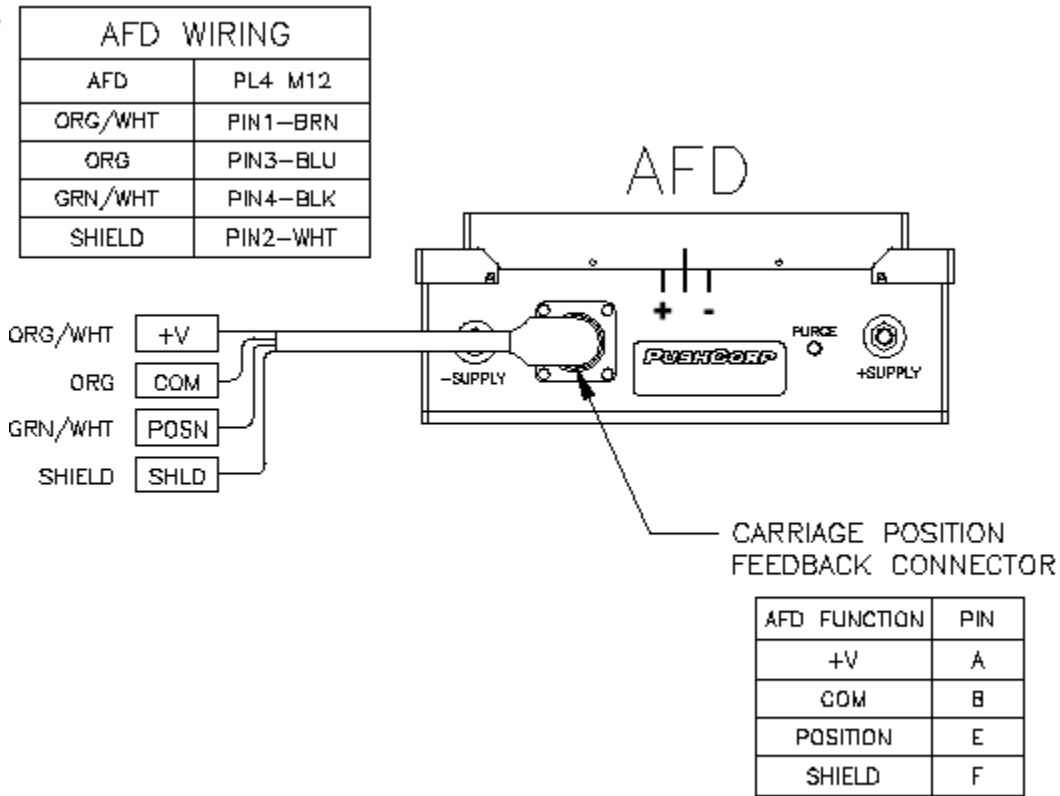 AFD WIRING
AFD PL4 M12
ORG/WHT PIN1-BRN
ORG PIN3-BLU
GRN/WHT PIN4-BLK
SHIELD PIN2-WHT
AFD
+ -
PURGE
PUSHCORP
-SUPPLY
+SUPPLY
ORG/WHT +V
ORG COM
GRN/WHT POSN
SHIELD SHLD
CARRIAGE POSITION
FEEDBACK CONNECTOR
AFD FUNCTION PIN
+V A
COM B
POSITION E
SHIELD F